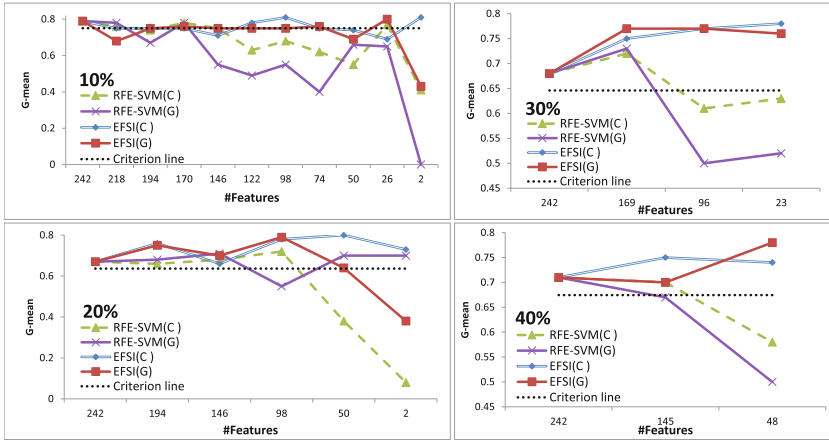 0.8
0.6
0.4
0.2
0
G-mean
10%
RFE-SVM(C )
RFE-SVM(G)
EFSI(C )
EFSI(G)
Criterion line
242 218 194 170 146 122 98 74 50 26 2
#Features
0.8
0.75
0.7
0.65
0.6
0.55
0.5
0.45
G-mean
30%
RFE-SVM(C )
RFE-SVM(G)
EFSI(C )
EFSI(G)
Criterion line
242 169 96 23
#Features
0.8
0.6
0.4
0.2
0
G-mean
20%
RFE-SVM(C )
RFE-SVM(G)
EFSI(C )
EFSI(G)
Criterion line
242 194 146 98 50 2
#Features
0.8
0.75
0.7
0.65
0.6
0.55
0.5
0.45
G-mean
40%
RFE-SVM(C )
RFE-SVM(G)
EFSI(C )
EFSI(G)
Criterion line
242 145 48
#Features